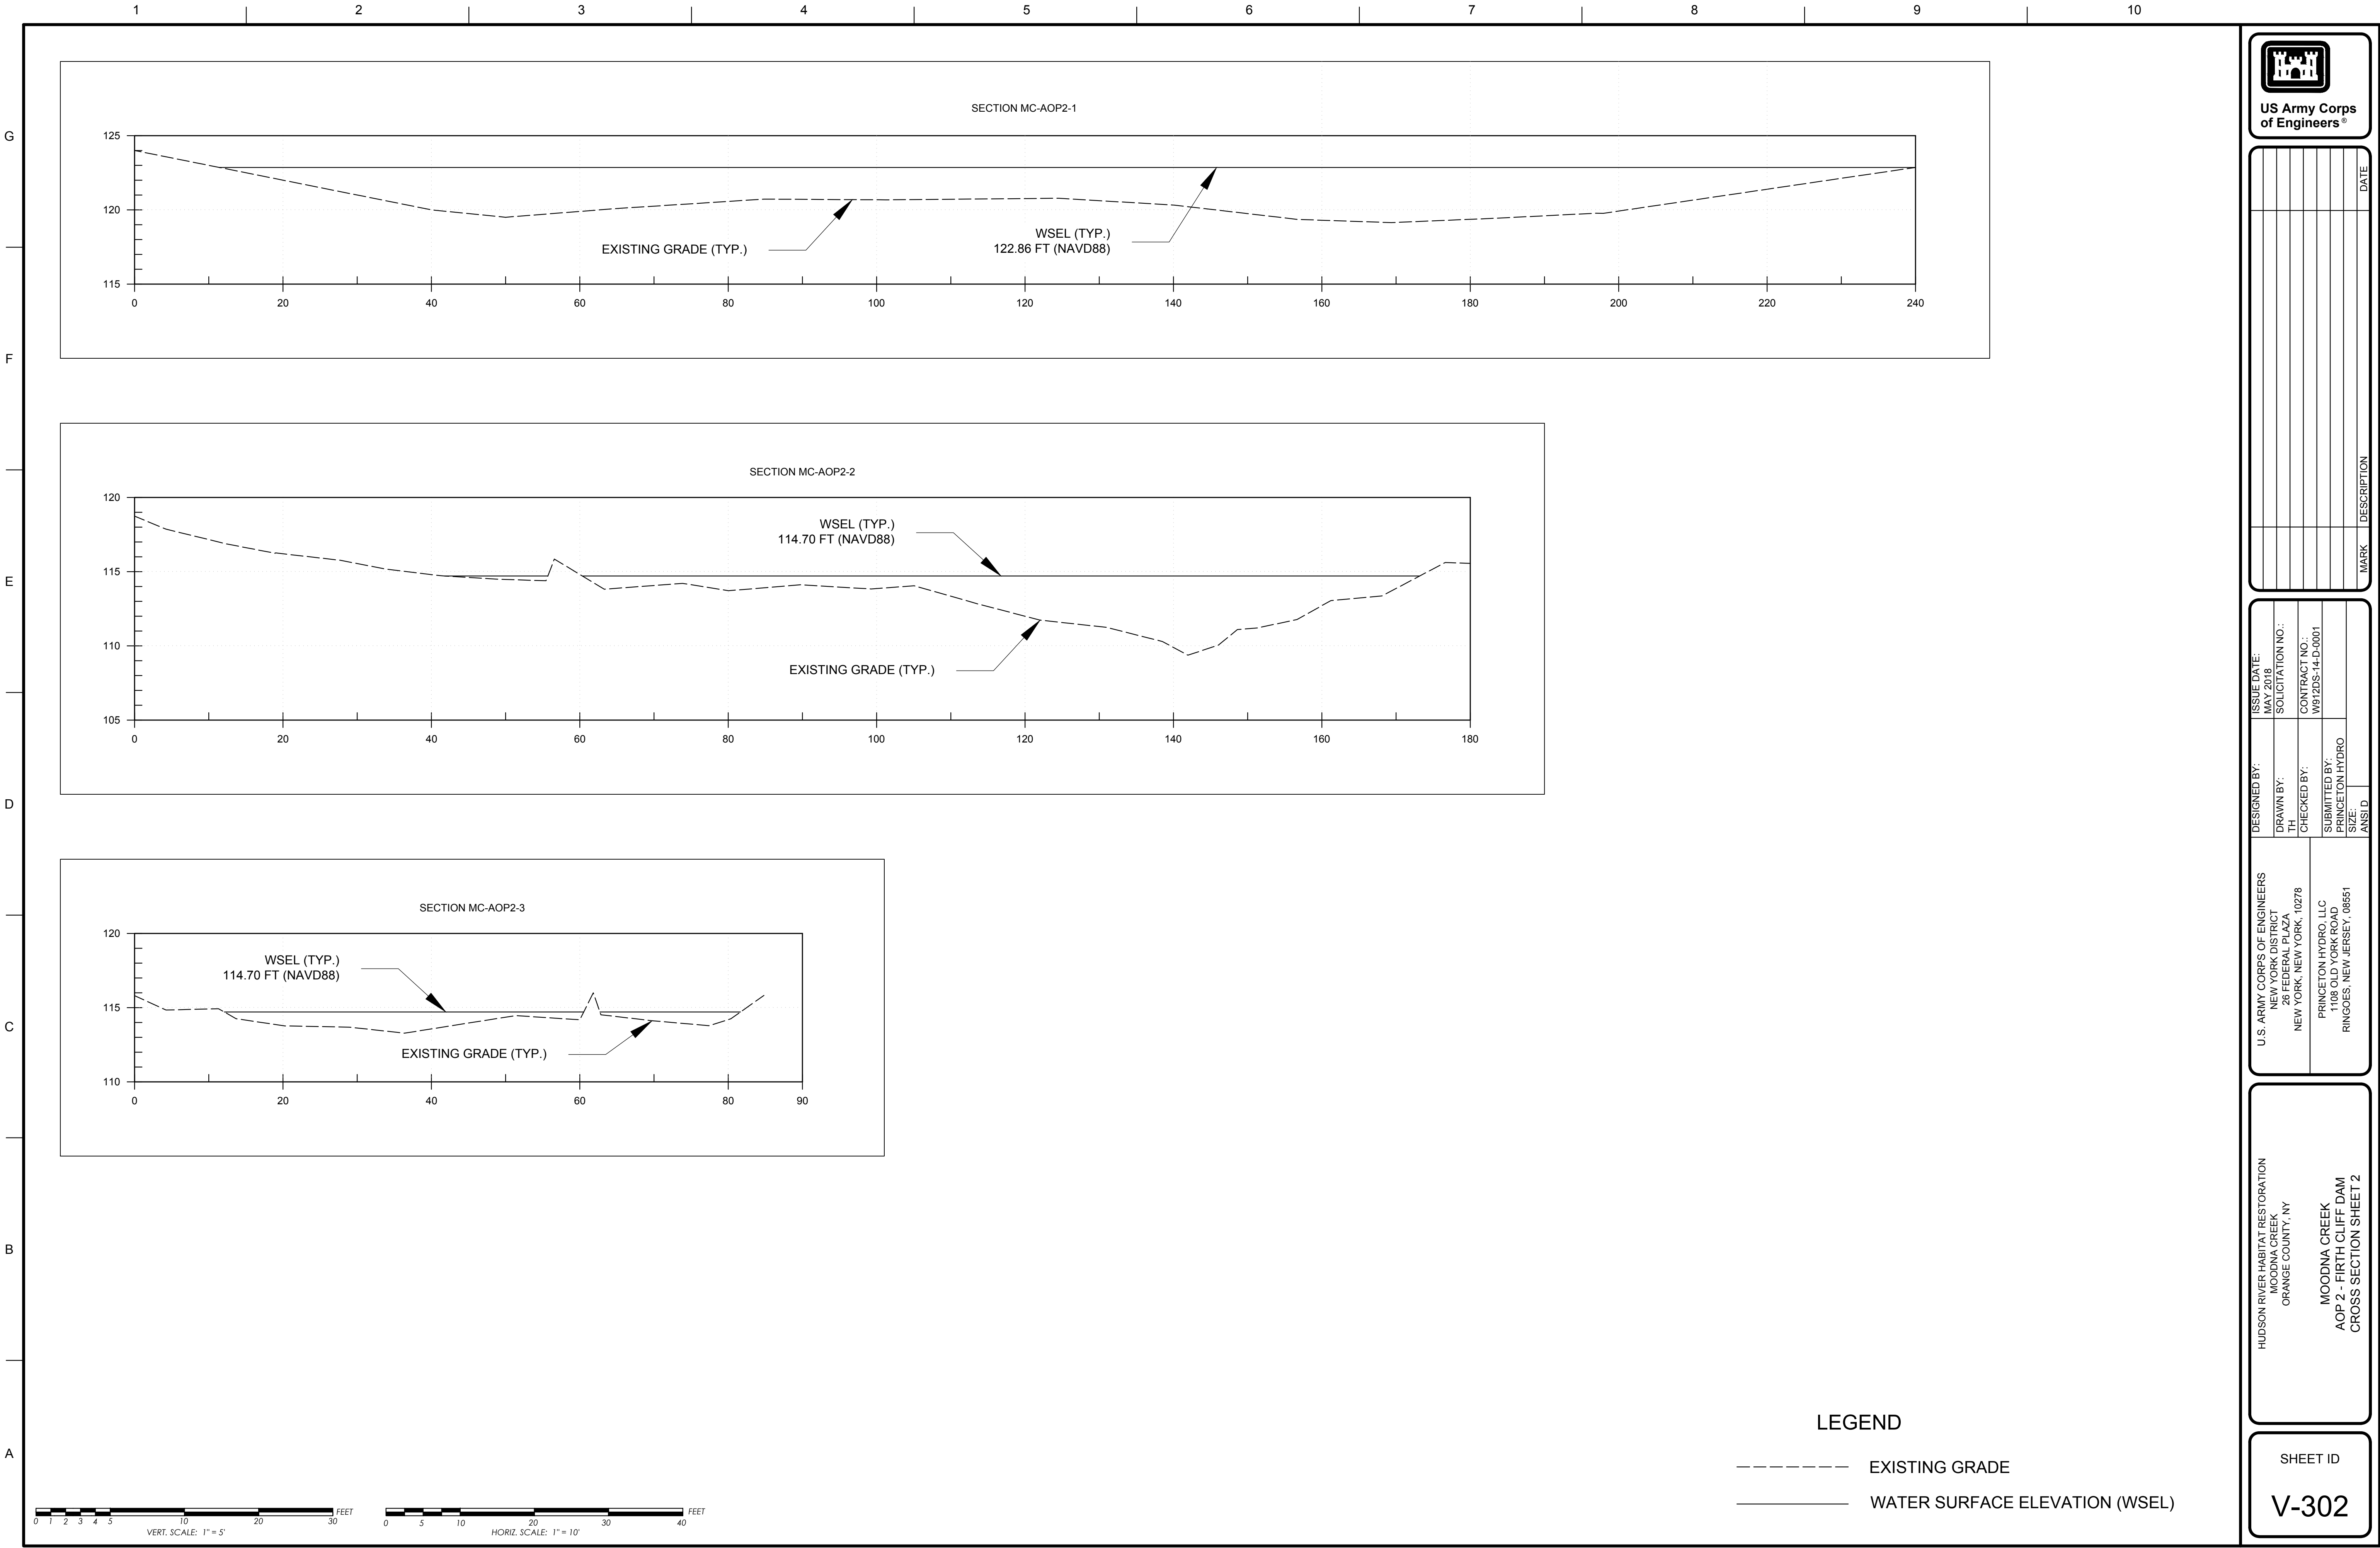 1 2 3 4 5 6 7 8 9 10
G
F
E
D
C
B
A
SECTION MC-AOP2-1
125
120
115
EXISTING GRADE (TYP.)
WSEL (TYP.)
122.86 FT (NAVD88)
0 20 40 60 80 100 120 140 160 180 200 220 240
SECTION MC-AOP2-2
120
115
110
105
WSEL (TYP.)
114.70 FT (NAVD88)
EXISTING GRADE (TYP.)
0 20 40 60 80 100 120 140 160 180
SECTION MC-AOP2-3
120
115
110
WSEL (TYP.)
114.70 FT (NAVD88)
EXISTING GRADE (TYP.)
0 20 40 60 80 90
LEGEND
EXISTING GRADE
WATER SURFACE ELEVATION (WSEL)
0 1 2 3 4 5 10 20 30 FEET
VERT. SCALE: 1" = 5'
0 5 10 20 30 40 FEET
HORIZ. SCALE: 1" = 10'
US Army Corps
of Engineers®
DATE
DESCRIPTION
MARK
ISSUE DATE:
MAY 2018
SOLICITATION NO.:
CONTRACT NO.:
W912DS-14-D-0001
DESIGNED BY:
DRAWN BY:
TH
CHECKED BY:
SUBMITTED BY:
PRINCETON HYDRO
SIZE:
ANSI D
U.S. ARMY CORPS OF ENGINEERS
NEW YORK DISTRICT
26 FEDERAL PLAZA
NEW YORK, NEW YORK, 10278
PRINCETON HYDRO, LLC
1108 OLD YORK ROAD
RINGOES, NEW JERSEY, 08551
HUDSON RIVER HABITAT RESTORATION
MOODNA CREEK
ORANGE COUNTY, NY
MOODNA CREEK
AOP 2 - FIRTH CLIFF DAM
CROSS SECTION SHEET 2
SHEET ID
V-302